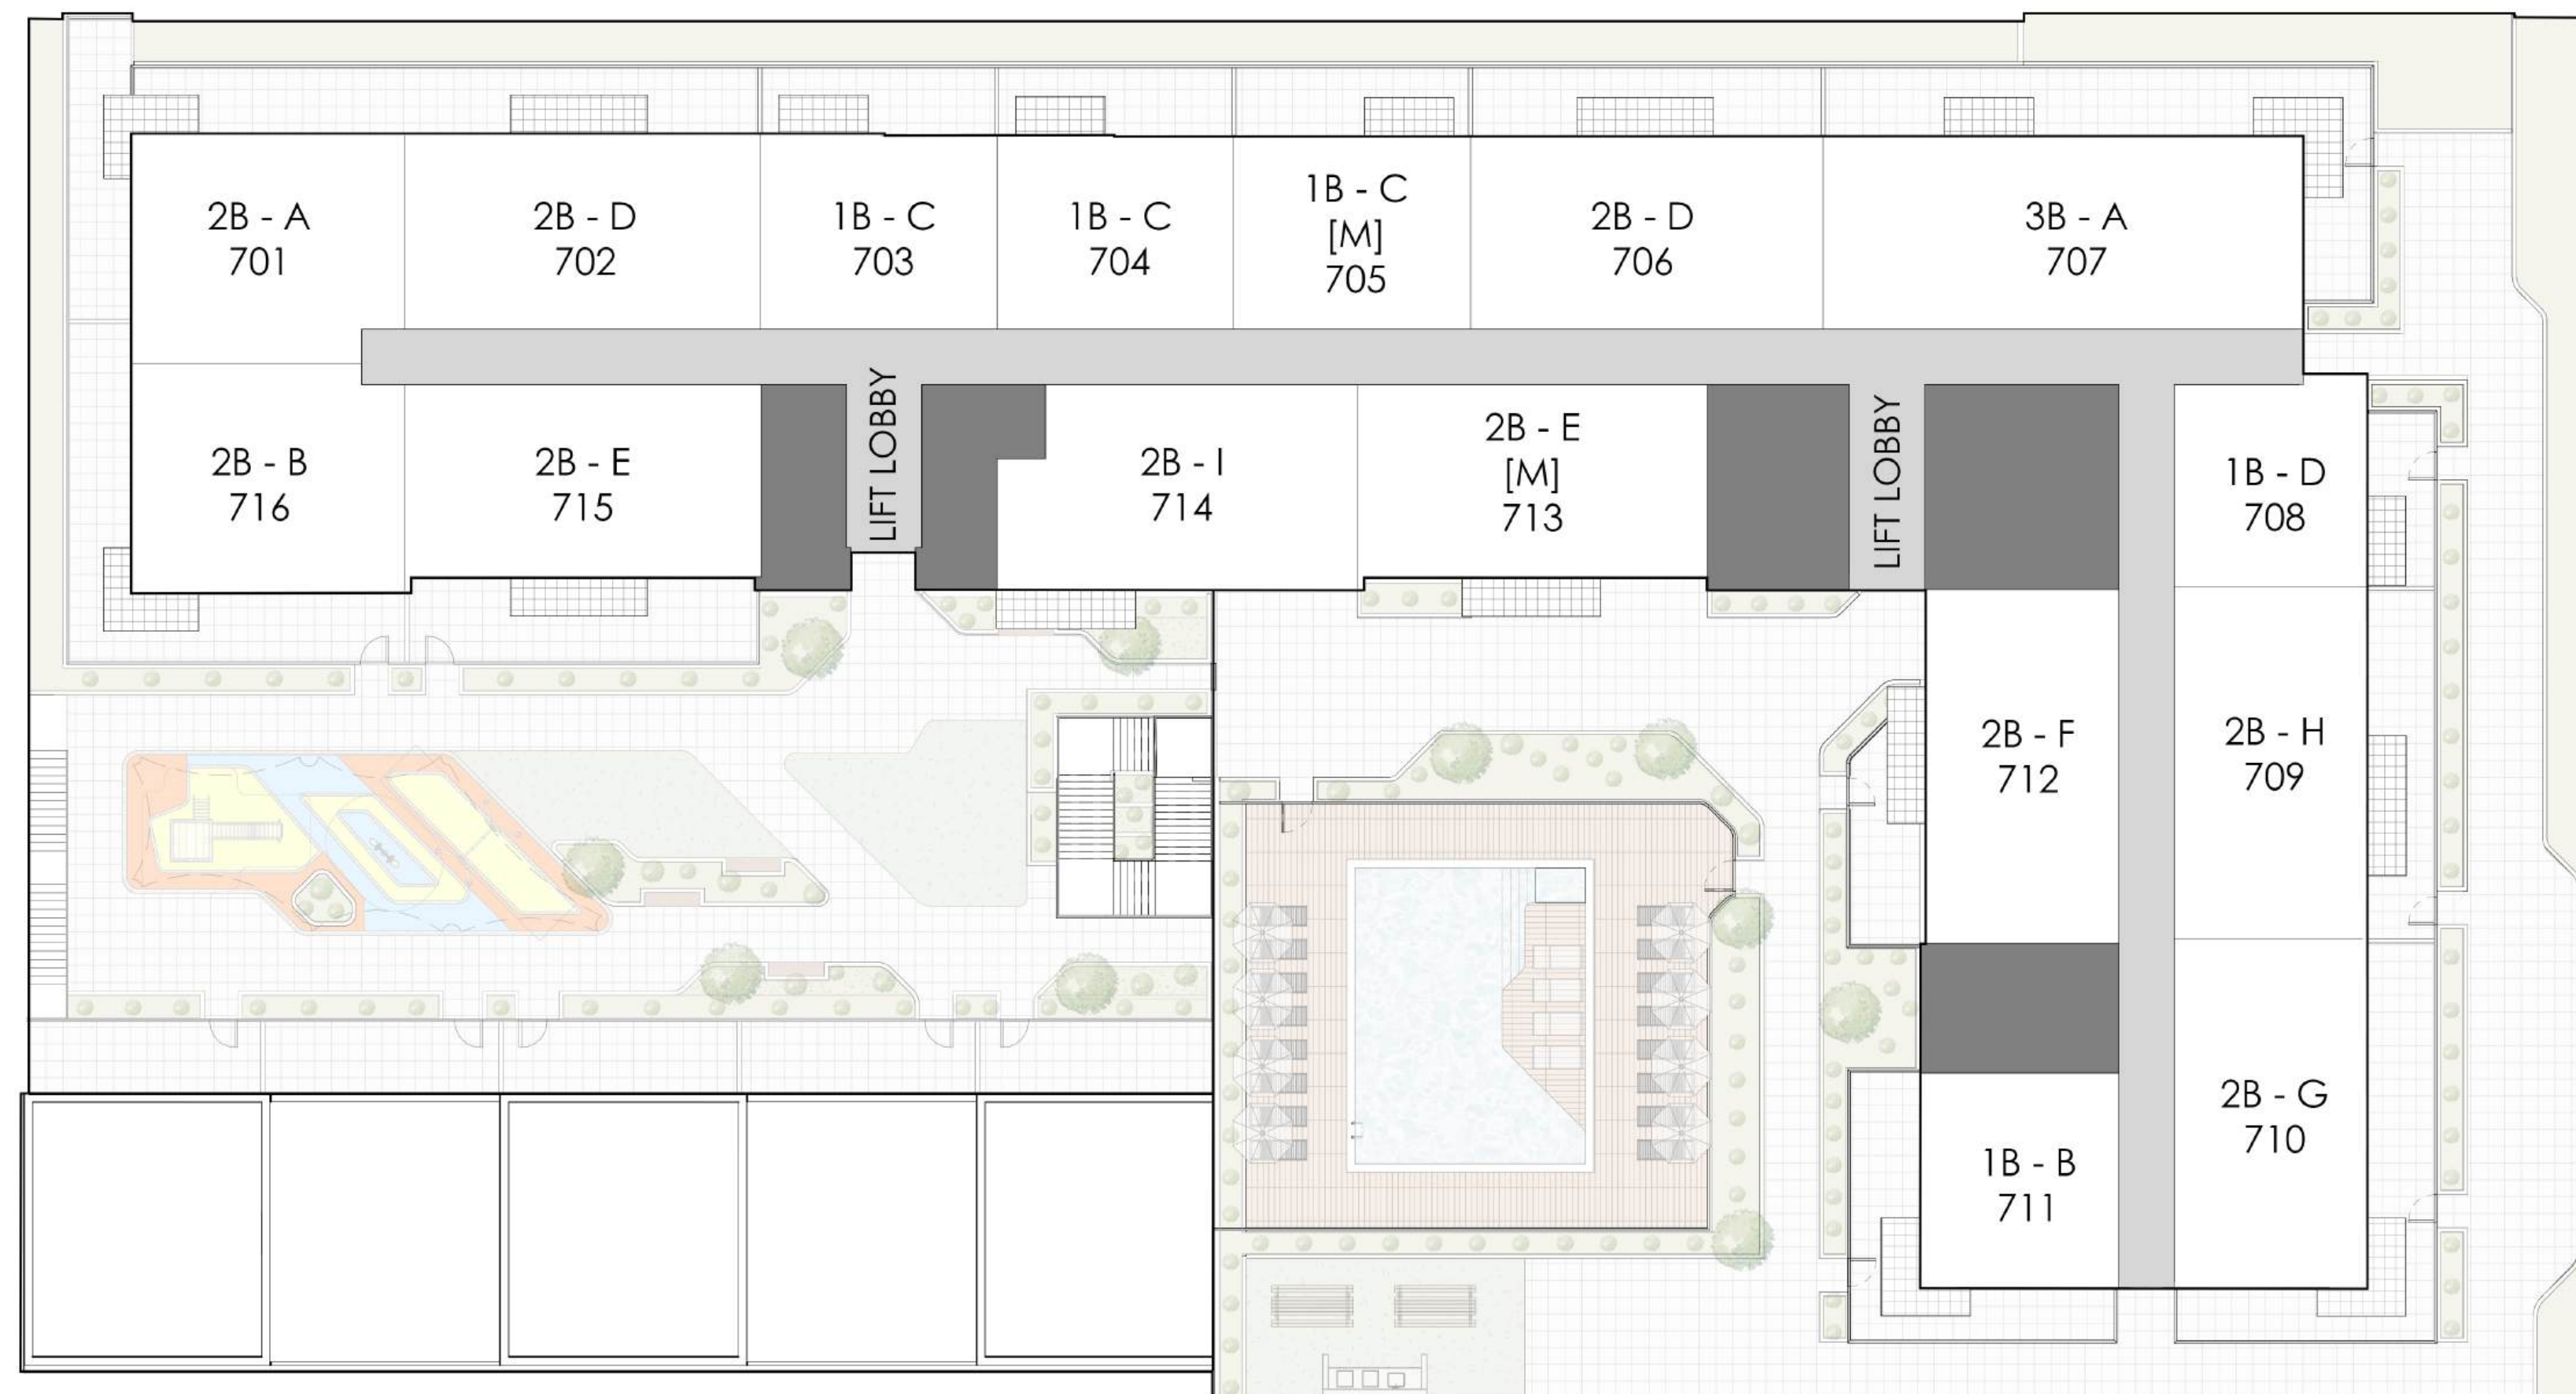 2B - A
701
2B - D
702
1B - C
703
1B - C
704
1B - C
[M]
705
2B - D
706
3B - A
707
2B - B
716
2B - E
715
LIFT LOBBY
2B - I
714
2B - E
[M]
713
LIFT LOBBY
1B - D
708
2B - F
712
2B - H
709
1B - B
711
2B - G
710